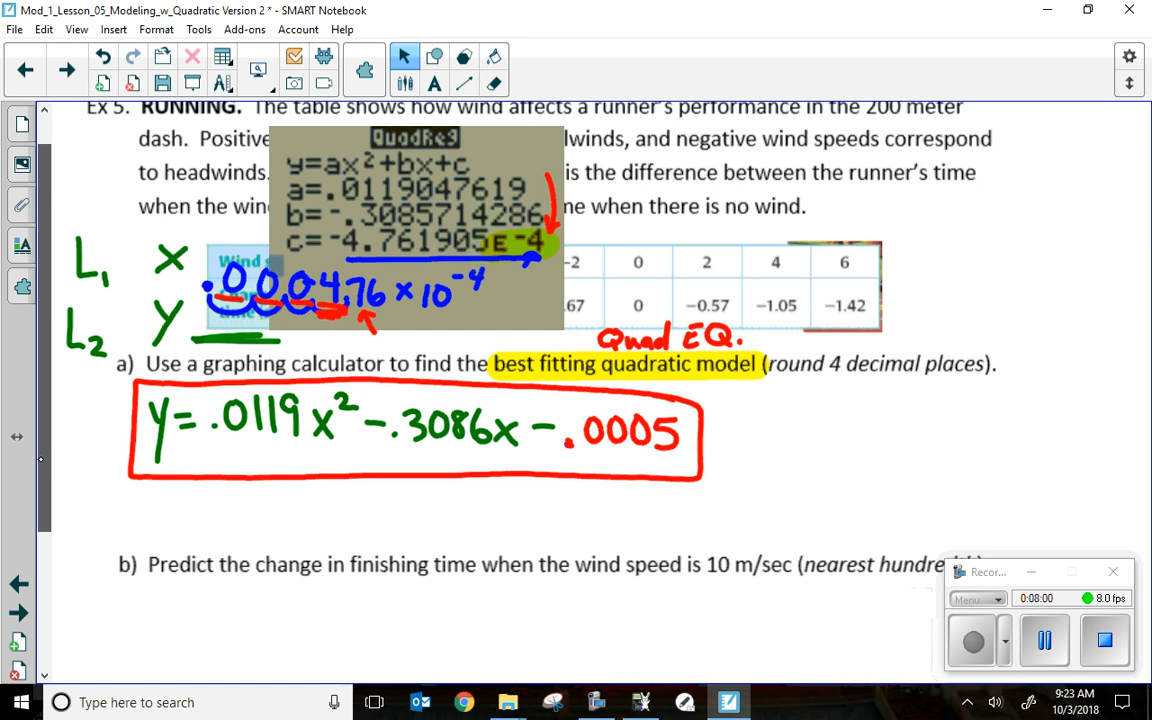 Mod_1_Lesson_05_Modeling_w_Quadratic Version 2 * - SMART Notebook
File Edit View Insert Format Tools Add-ons Account Help
Ex 5. RUNNING. The table shows how wind affects a runner's performance in the 200 meter
dash. Positive lwinds, and negative wind speeds correspond
to headwinds. is the difference between the runner's time
when the win me when there is no wind.
QuadReg
y=ax²+bx+c
a=.0119047619
b=-.3085714286
c=-4.761905E-4
L1 X
Wind s -2 0 2 4 6
.0004.76 × 10^-4
L2 y
.67 0 -0.57 -1.05 -1.42
Quad EQ.
a) Use a graphing calculator to find the best fitting quadratic model (round 4 decimal places).
y = .0119x² - .3086x - .0005
b) Predict the change in finishing time when the wind speed is 10 m/sec (nearest hundre
Recor...
Menu 0:08:00 8.0 fps
Type here to search
9:23 AM
10/3/2018